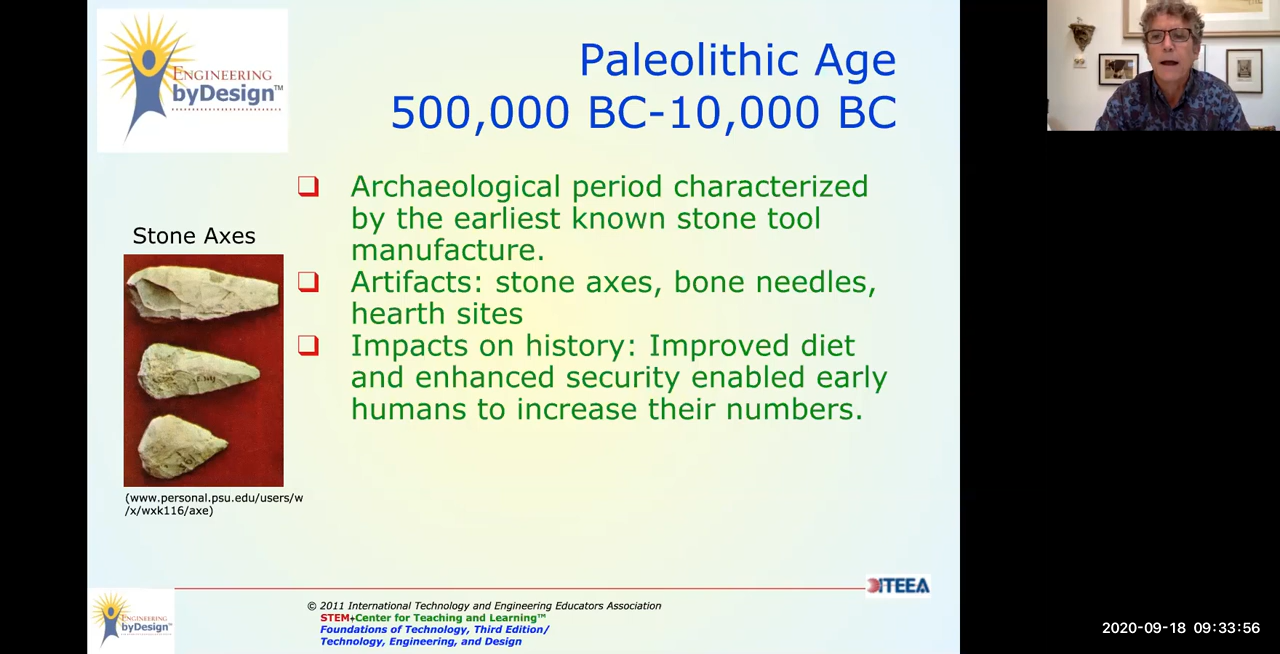 ENGINEERING
byDesign™
Paleolithic Age
500,000 BC-10,000 BC
❑ Archaeological period characterized
by the earliest known stone tool
manufacture.
❑ Artifacts: stone axes, bone needles,
hearth sites
❑ Impacts on history: Improved diet
and enhanced security enabled early
humans to increase their numbers.
Stone Axes
(www.personal.psu.edu/users/w
/x/wxk116/axe)
ENGINEERING
byDesign™
© 2011 International Technology and Engineering Educators Association
STEM+Center for Teaching and Learning™
Foundations of Technology, Third Edition/
Technology, Engineering, and Design
ITEEA
2020-09-18 09:33:56